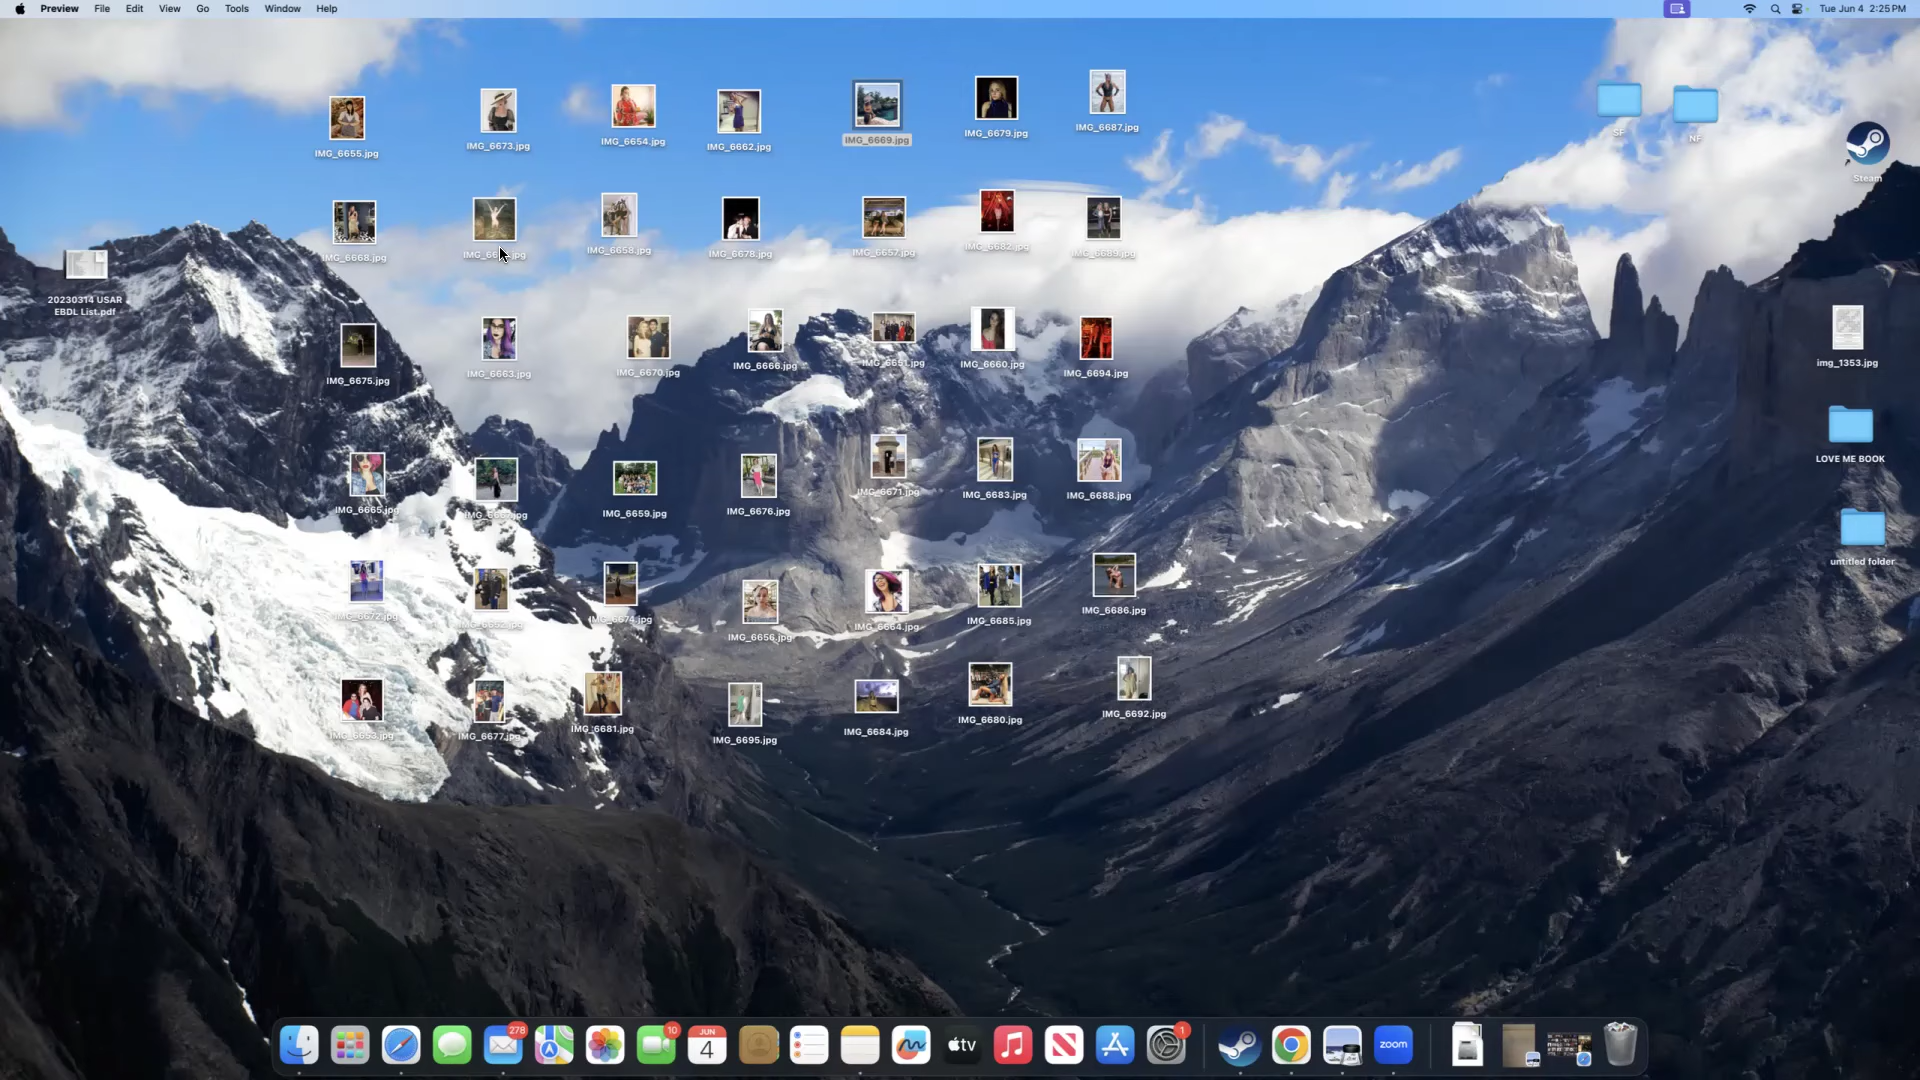 Preview File Edit View Go Tools Window Help
Tue Jun 4 2:25 PM
IMG_6655.jpg
IMG_6673.jpg
IMG_6654.jpg
IMG_6662.jpg
IMG_6669.jpg
IMG_6679.jpg
IMG_6687.jpg
SF
NF
Steam
IMG_6668.jpg
IMG_6658.jpg
IMG_6678.jpg
IMG_6657.jpg
IMG_6682.jpg
IMG_6689.jpg
20230314 USAR
EBDL List.pdf
IMG_6675.jpg
IMG_6663.jpg
IMG_6670.jpg
IMG_6666.jpg
IMG_6651.jpg
IMG_6660.jpg
IMG_6694.jpg
img_1353.jpg
IMG_6665.jpg
IMG_6659.jpg
IMG_6676.jpg
IMG_6671.jpg
IMG_6683.jpg
IMG_6688.jpg
LOVE ME BOOK
untitled folder
IMG_6672.jpg
IMG_6652.jpg
IMG_6674.jpg
IMG_6656.jpg
IMG_6664.jpg
IMG_6685.jpg
IMG_6686.jpg
IMG_6653.jpg
IMG_6677.jpg
IMG_6681.jpg
IMG_6695.jpg
IMG_6684.jpg
IMG_6680.jpg
IMG_6692.jpg
278
10
JUN
4
tv
1
zoom